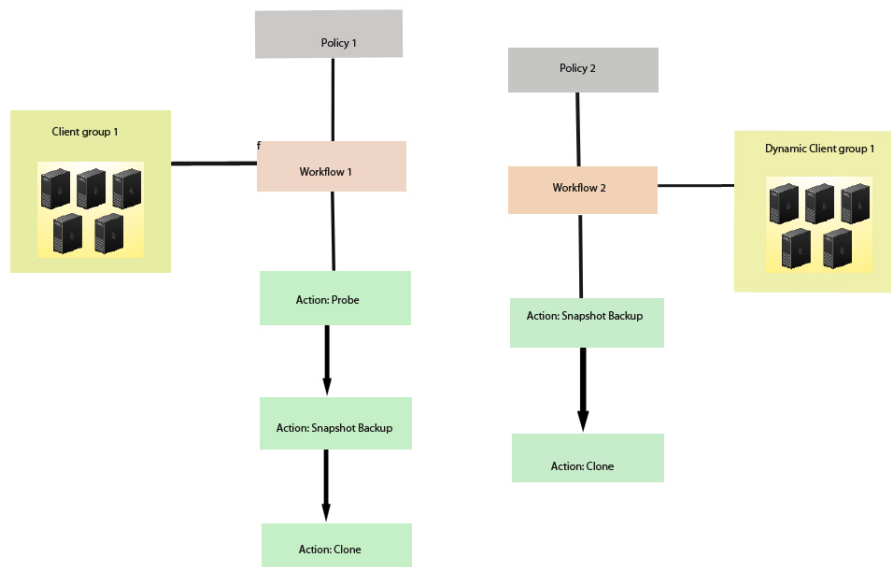 Policy 1
Client group 1
f
Workflow 1
Action: Probe
Action: Snapshot Backup
Action: Clone
Policy 2
Workflow 2
Dynamic Client group 1
Action: Snapshot Backup
Action: Clone